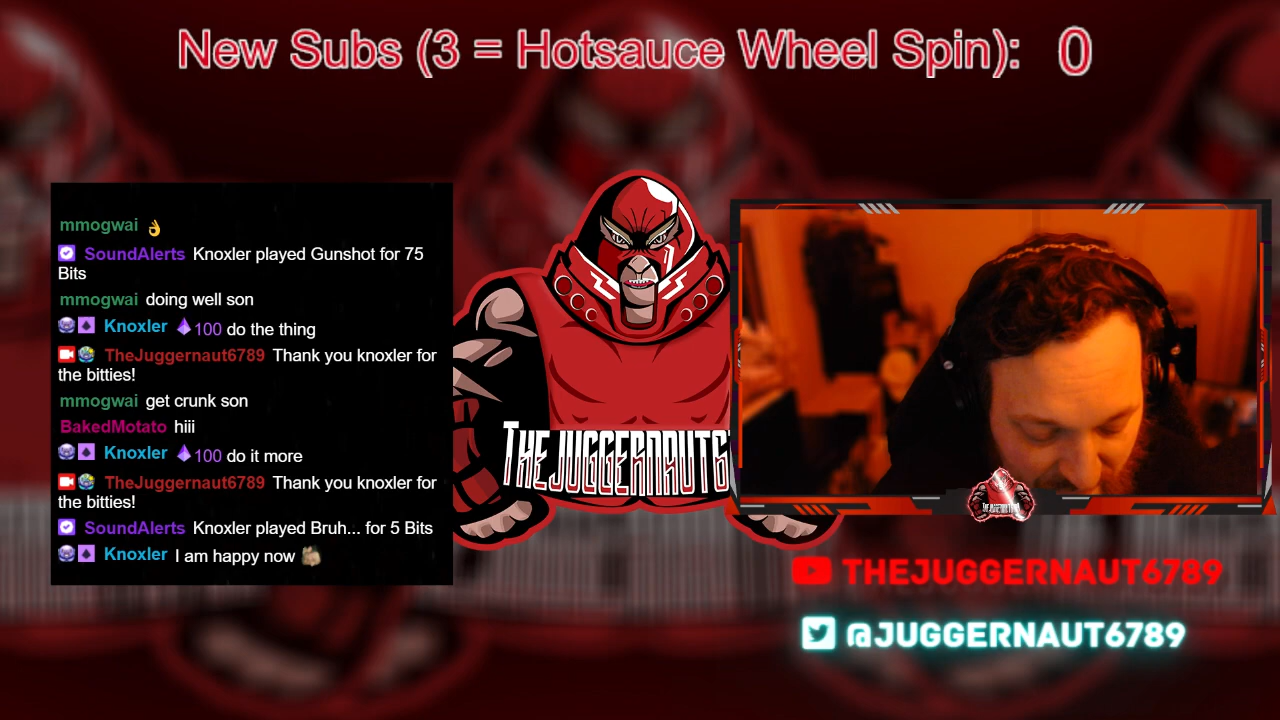 New Subs (3 = Hotsauce Wheel Spin): 0
mmogwai
SoundAlerts Knoxler played Gunshot for 75
Bits
mmogwai doing well son
Knoxler 100 do the thing
TheJuggernaut6789 Thank you knoxler for
the bitties!
mmogwai get crunk son
BakedMotato hiii
Knoxler 100 do it more
TheJuggernaut6789 Thank you knoxler for
the bitties!
SoundAlerts Knoxler played Bruh... for 5 Bits
Knoxler I am happy now
THEJUGGERNAUT6
THEJUGGERNAUT6789
@JUGGERNAUT6789